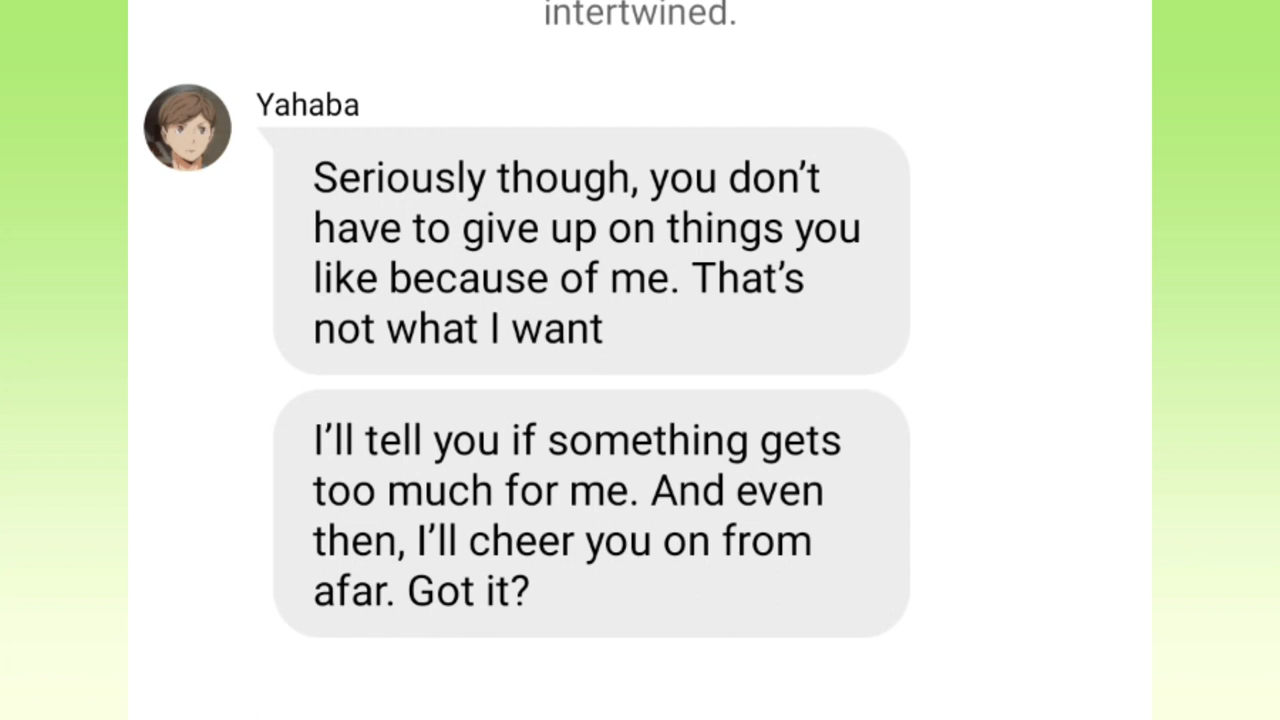 intertwined.
Yahaba
Seriously though, you don’t
have to give up on things you
like because of me. That’s
not what I want
I’ll tell you if something gets
too much for me. And even
then, I’ll cheer you on from
afar. Got it?